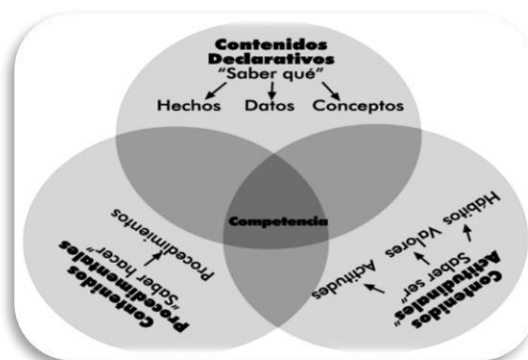 Contenidos
Declarativos
"Saber qué"
Hechos Datos Conceptos
Competencia
Contenidos
procedimentales
"Saber hacer"
Procedimientos
Contenidos
Actitudinales"
Saber ser"
Actitudes Valores Hábitos